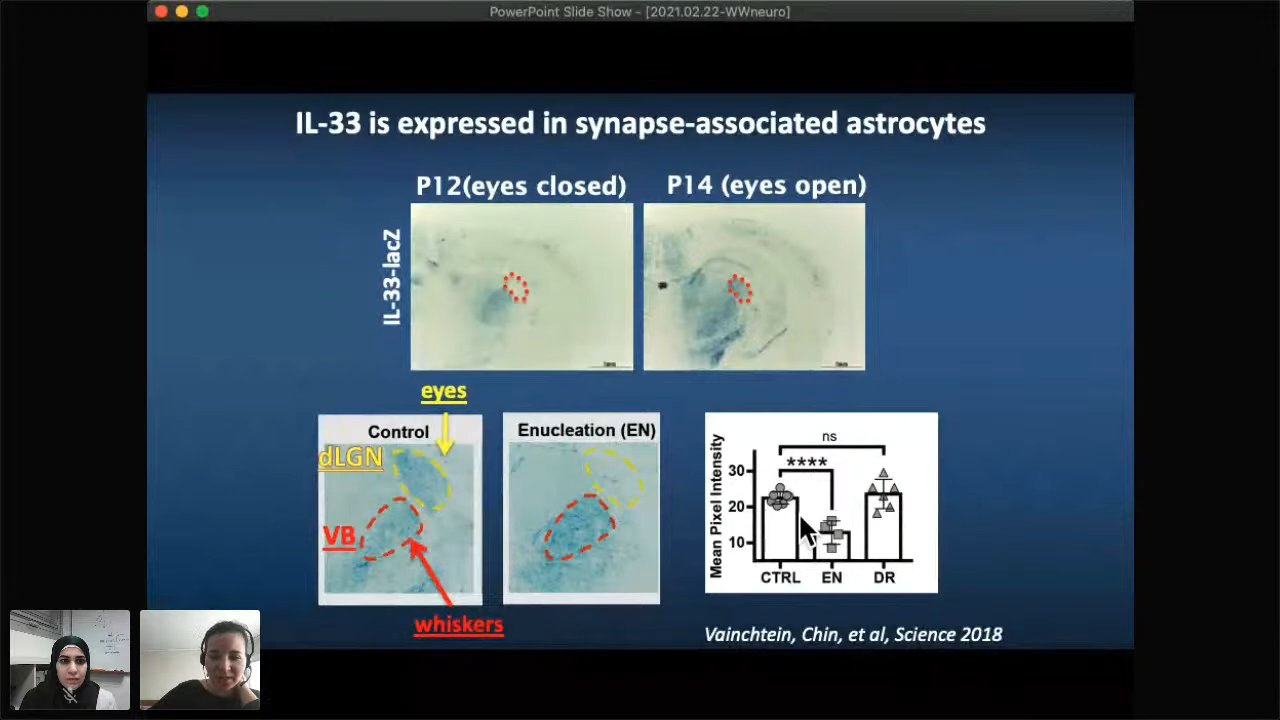 PowerPoint Slide Show - [2021.02.22-WWneuro]
IL-33 is expressed in synapse-associated astrocytes
P12(eyes closed)
P14 (eyes open)
IL-33-lacZ
eyes
Control
dLGN
VB
whiskers
Enucleation (EN)
Mean Pixel Intensity
30
20
10
ns
****
CTRL EN DR
Vainchtein, Chin, et al, Science 2018